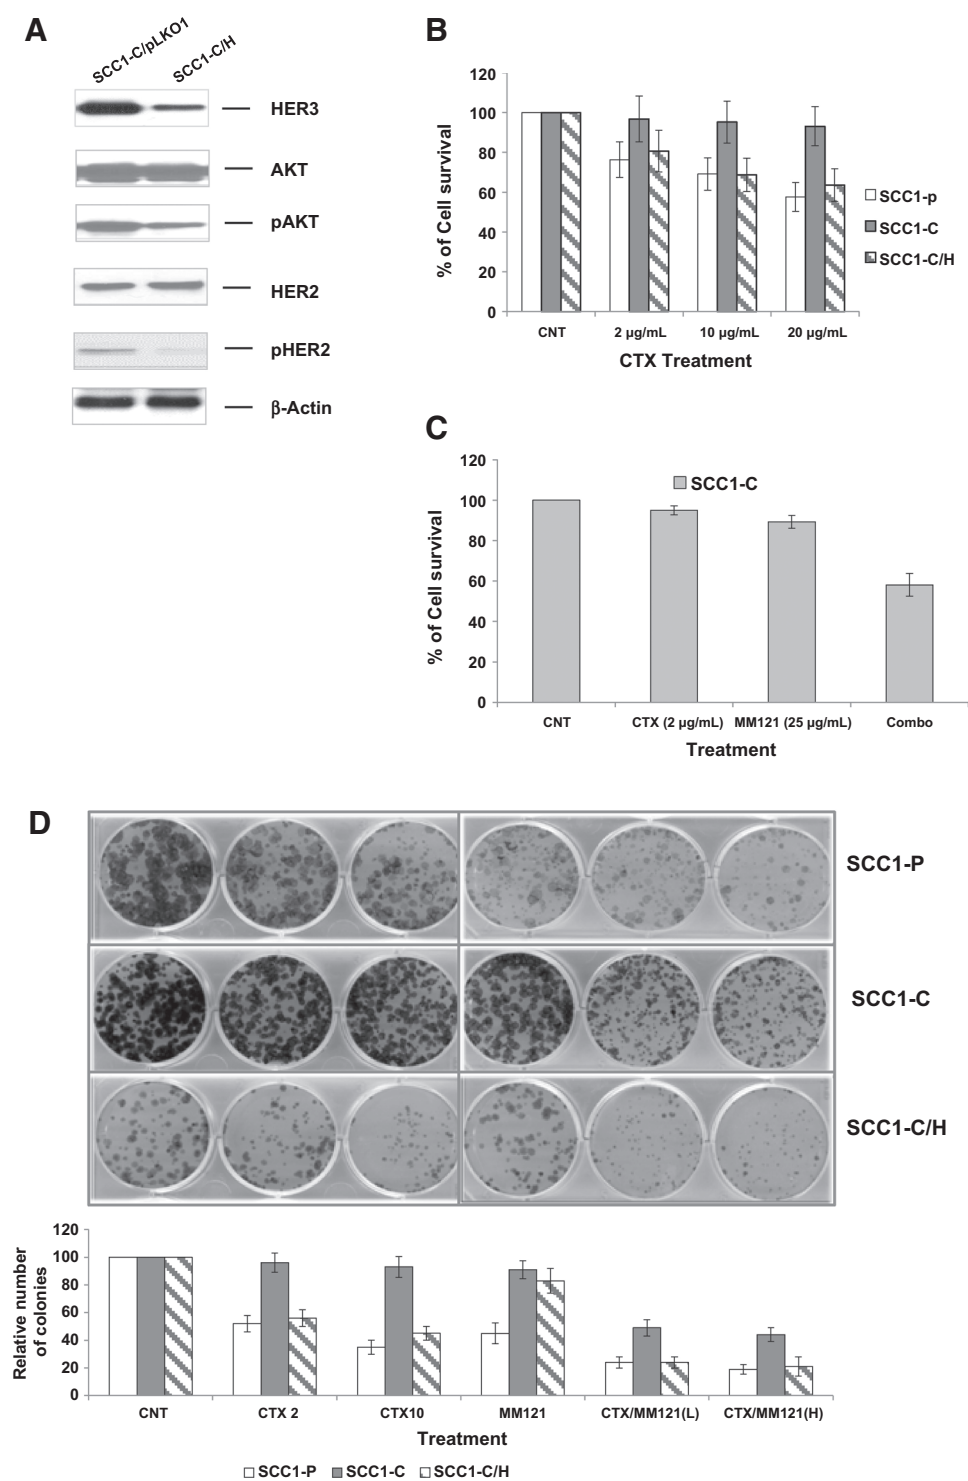 A
SCC1-C/pLKO1
SCC1-C/H
HER3
AKT
pAKT
HER2
pHER2
β-Actin
B
120
100
80
60
40
20
0
% of Cell survival
CNT
2 µg/mL
10 µg/mL
20 µg/mL
CTX Treatment
SCC1-p
SCC1-C
SCC1-C/H
C
120
100
80
60
40
20
0
% of Cell survival
SCC1-C
CNT
CTX (2 µg/mL)
MM121 (25 µg/mL)
Combo
Treatment
D
SCC1-P
SCC1-C
SCC1-C/H
120
100
80
60
40
20
0
Relative number
of colonies
CNT
CTX 2
CTX10
MM121
CTX/MM121(L)
CTX/MM121(H)
Treatment
SCC1-P
SCC1-C
SCC1-C/H